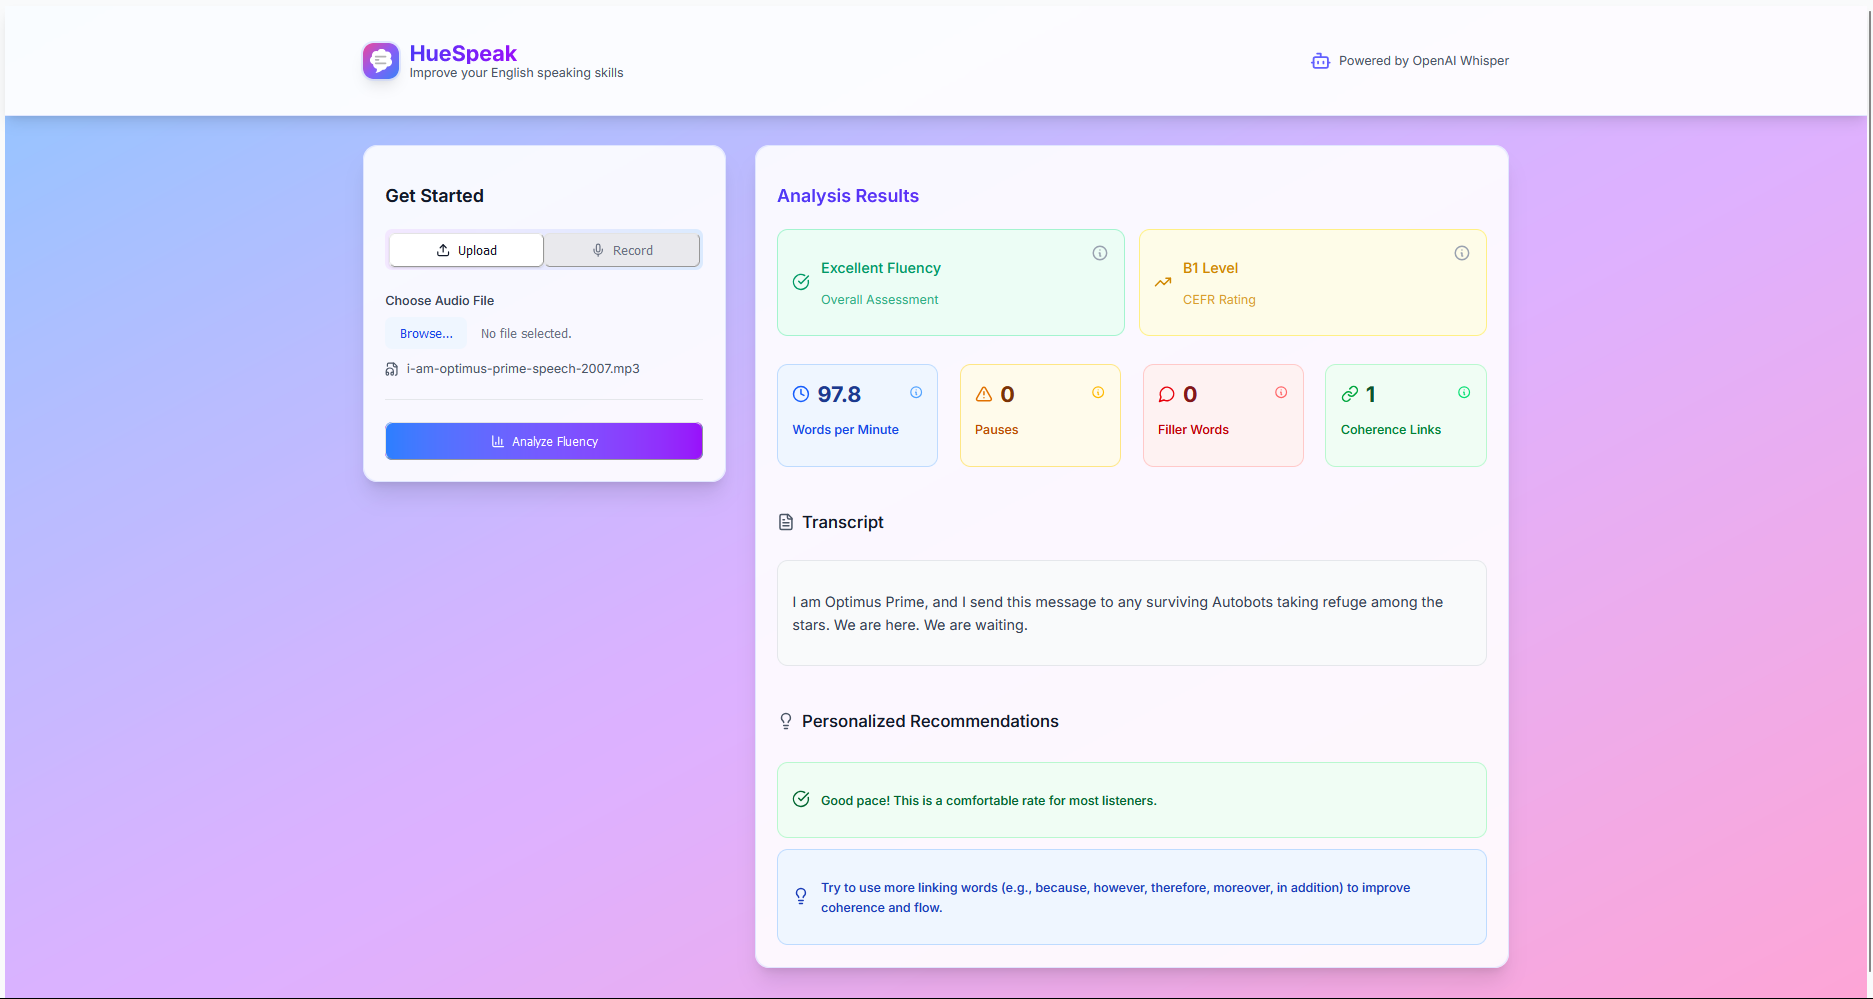 HueSpeak
Improve your English speaking skills
Powered by OpenAI Whisper
Get Started
Upload
Record
Choose Audio File
Browse...
No file selected.
i-am-optimus-prime-speech-2007.mp3
Analyze Fluency
Analysis Results
Excellent Fluency
Overall Assessment
B1 Level
CEFR Rating
97.8
Words per Minute
0
Pauses
0
Filler Words
1
Coherence Links
Transcript
I am Optimus Prime, and I send this message to any surviving Autobots taking refuge among the
stars. We are here. We are waiting.
Personalized Recommendations
Good pace! This is a comfortable rate for most listeners.
Try to use more linking words (e.g., because, however, therefore, moreover, in addition) to improve
coherence and flow.